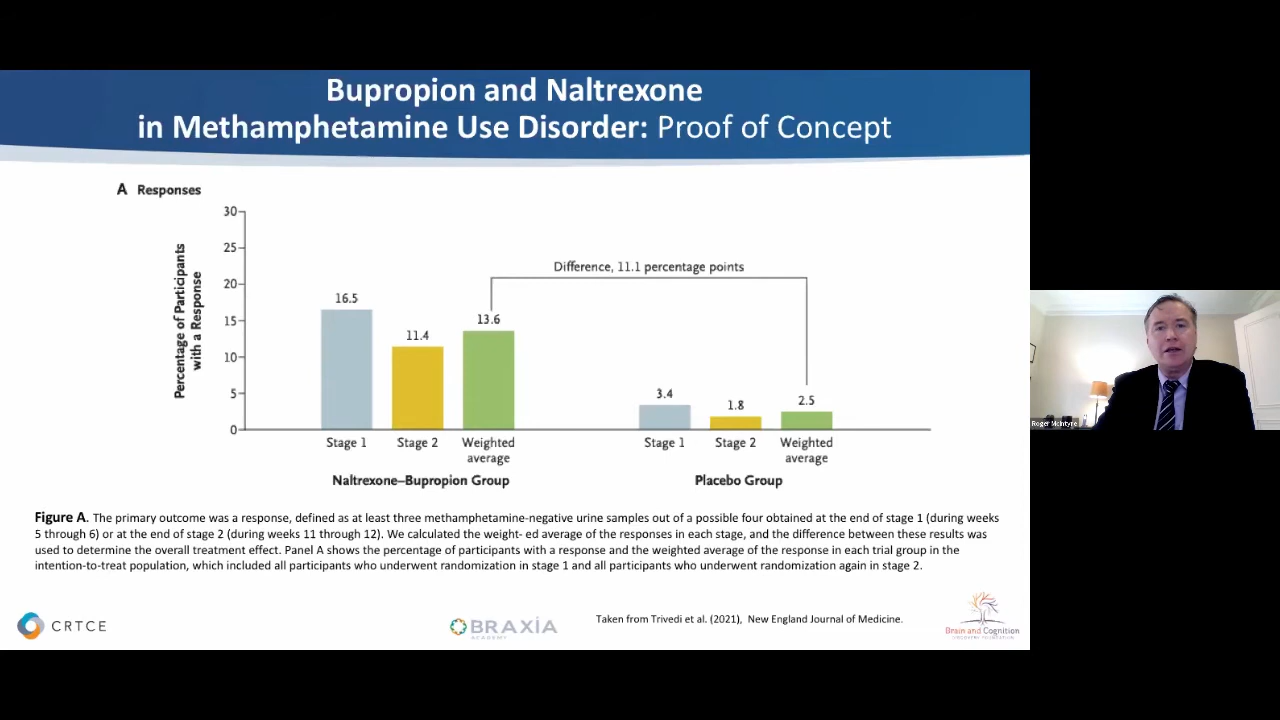 Bupropion and Naltrexone
in Methamphetamine Use Disorder: Proof of Concept
A Responses
Percentage of Participants
with a Response
30
25
20
15
10
5
0
Difference, 11.1 percentage points
16.5
11.4
13.6
3.4
1.8
2.5
Stage 1
Stage 2
Weighted
average
Stage 1
Stage 2
Weighted
average
Naltrexone–Bupropion Group
Placebo Group
Figure A. The primary outcome was a response, defined as at least three methamphetamine-negative urine samples out of a possible four obtained at the end of stage 1 (during weeks
5 through 6) or at the end of stage 2 (during weeks 11 through 12). We calculated the weight- ed average of the responses in each stage, and the difference between these results was
used to determine the overall treatment effect. Panel A shows the percentage of participants with a response and the weighted average of the response in each trial group in the
intention-to-treat population, which included all participants who underwent randomization in stage 1 and all participants who underwent randomization again in stage 2.
CRTCE
BRAXIA
ACADEMY
Taken from Trivedi et al. (2021), New England Journal of Medicine.
Brain and Cognition
DISCOVERY FOUNDATION
Roger McIntyre